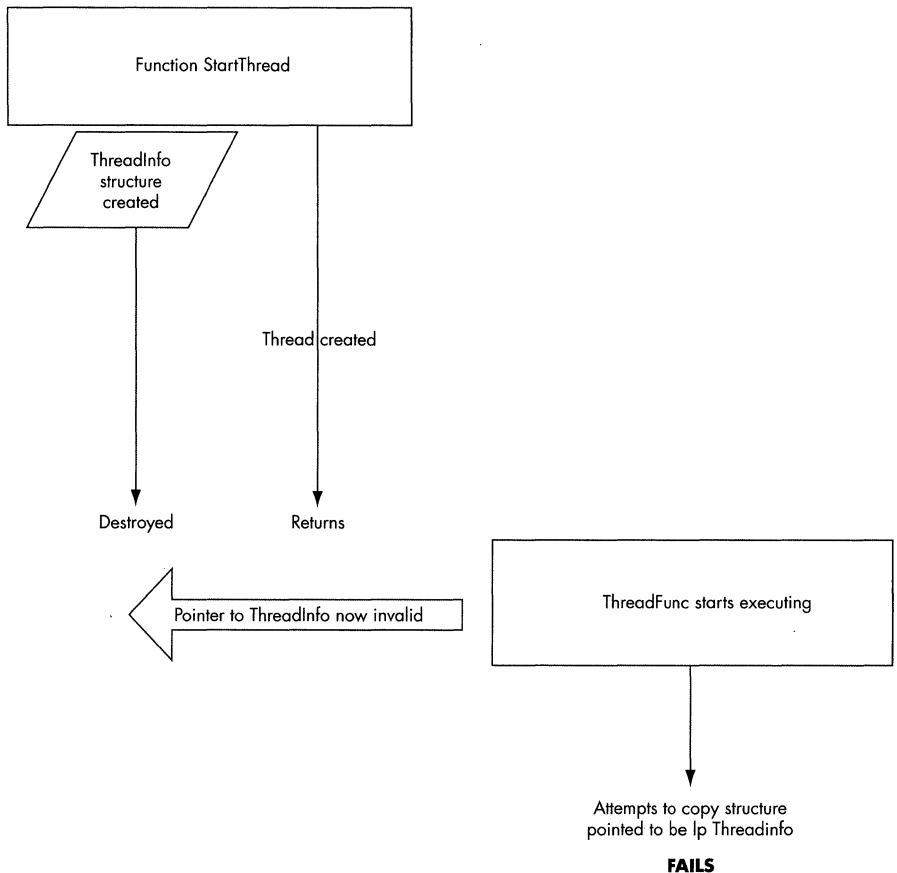 Function StartThread
ThreadInfo
structure
created
Thread created
Destroyed
Returns
Pointer to ThreadInfo now invalid
ThreadFunc starts executing
Attempts to copy structure
pointed to be lp Threadinfo
FAILS